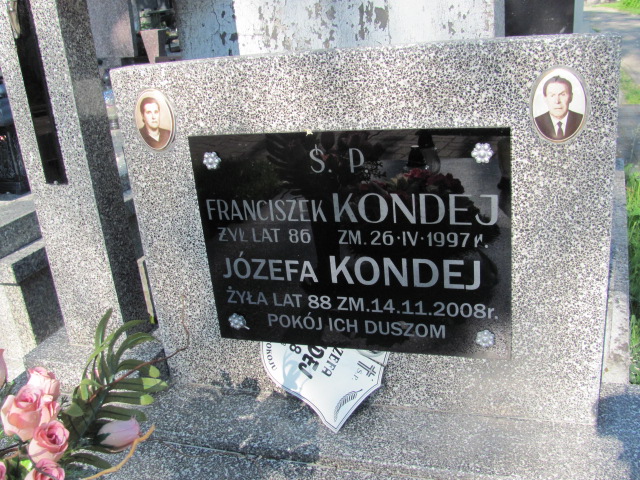 Ś. P.
FRANCISZEK KONDEJ
ŻYŁ LAT 86 ZM. 26·IV·1997 r.
JÓZEFA KONDEJ
ŻYŁA LAT 88 ZM. 14.11.2008r.
POKÓJ ICH DUSZOM
Ś.P.